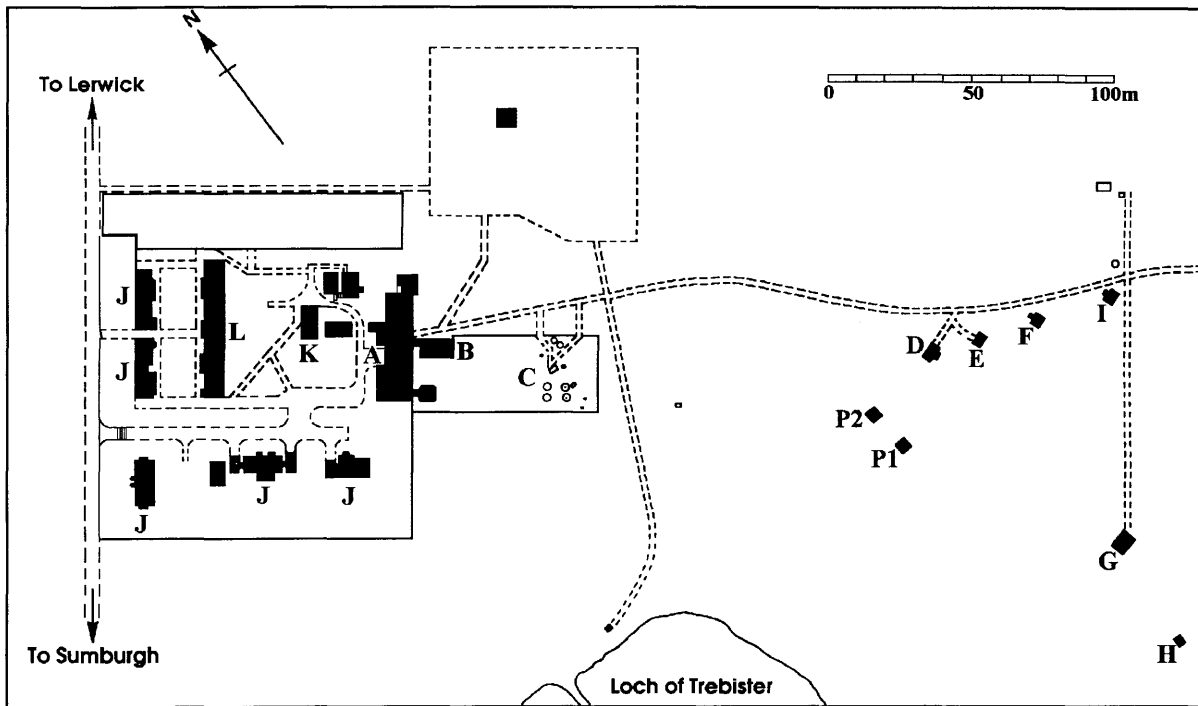 N
To Lerwick
0 50 100m
J
L
J
K
A
B
C
D
E
F
I
P2
P1
J
J
J
G
H
To Sumburgh
Loch of Trebister